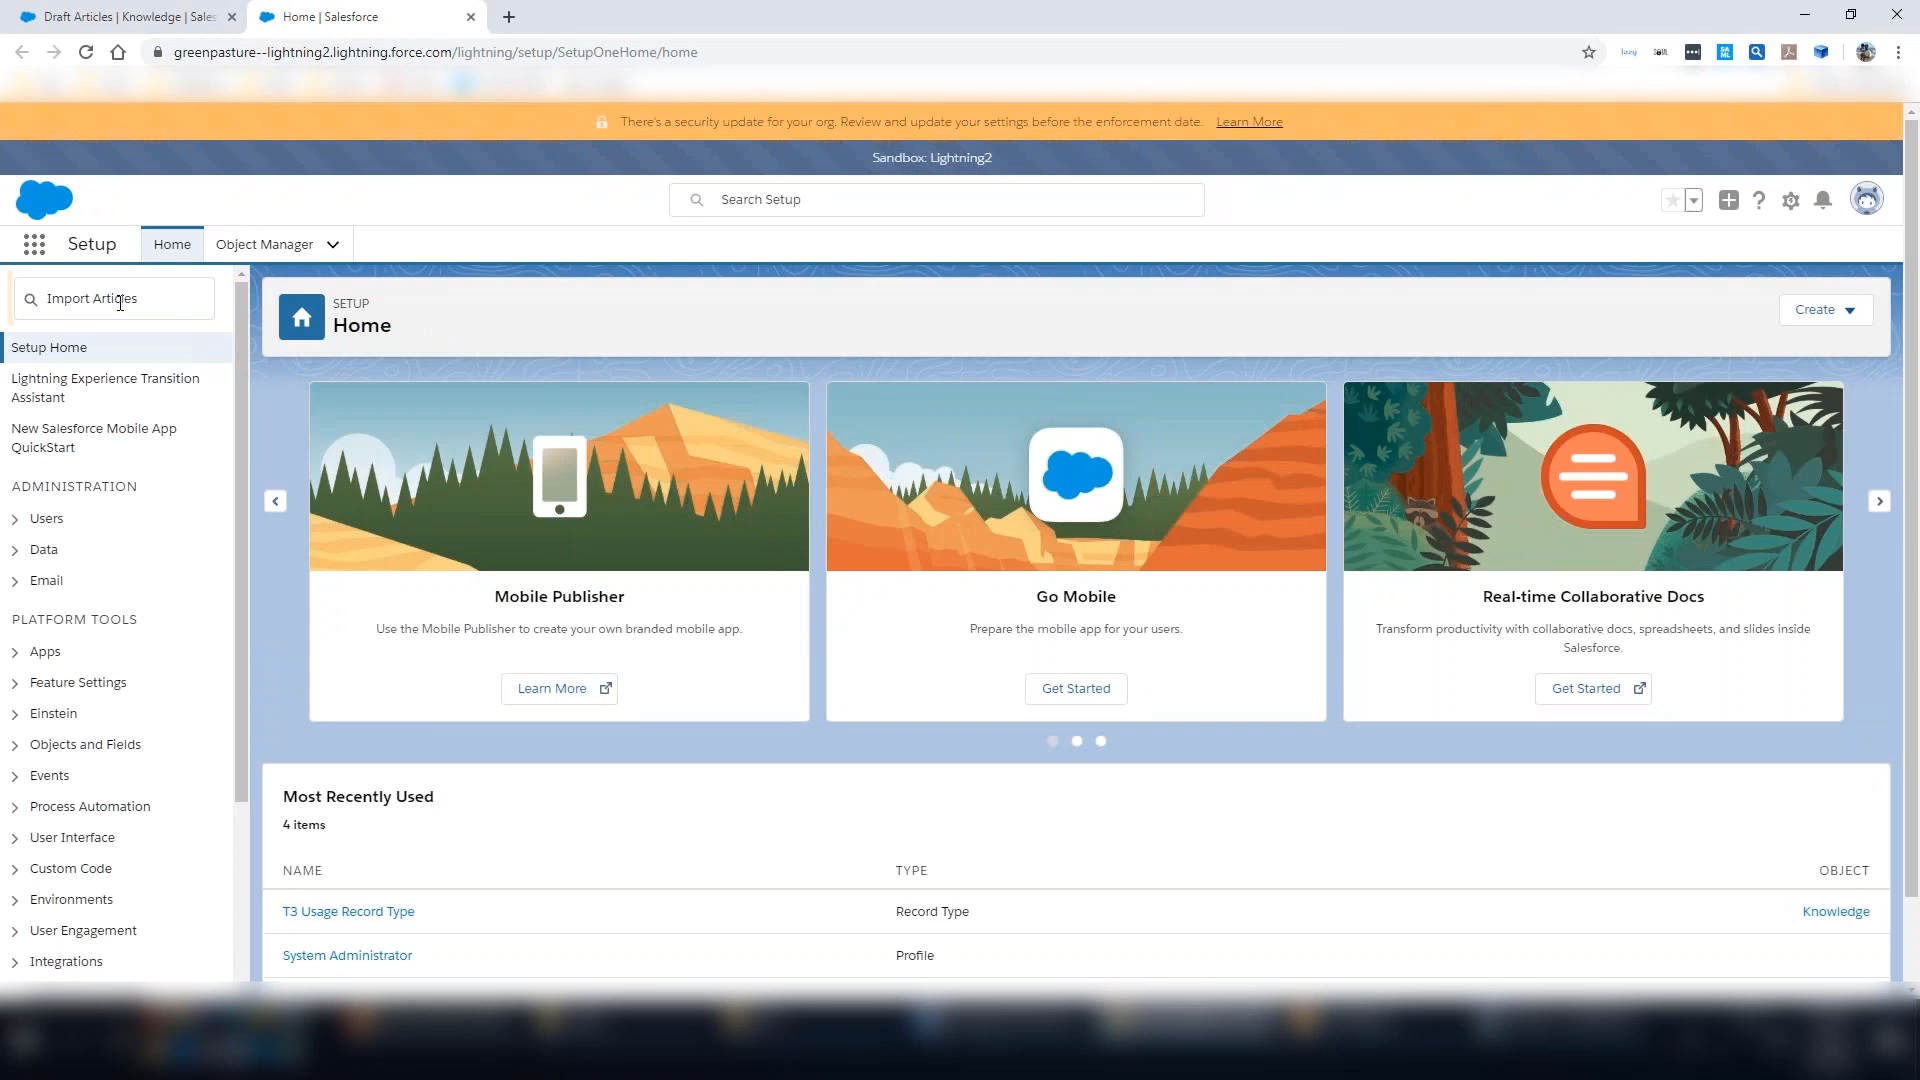 Draft Articles | Knowledge | Sales
Home | Salesforce
greenpasture--lightning2.lightning.force.com/lightning/setup/SetupOneHome/home
There's a security update for your org. Review and update your settings before the enforcement date. Learn More
Sandbox: Lightning2
Search Setup
Setup
Home
Object Manager
Import Articles
Setup Home
Lightning Experience Transition
Assistant
New Salesforce Mobile App
QuickStart
ADMINISTRATION
Users
Data
Email
PLATFORM TOOLS
Apps
Feature Settings
Einstein
Objects and Fields
Events
Process Automation
User Interface
Custom Code
Environments
User Engagement
Integrations
SETUP
Home
Create
Mobile Publisher
Use the Mobile Publisher to create your own branded mobile app.
Learn More
Go Mobile
Prepare the mobile app for your users.
Get Started
Real-time Collaborative Docs
Transform productivity with collaborative docs, spreadsheets, and slides inside
Salesforce.
Get Started
Most Recently Used
4 items
NAME TYPE OBJECT
T3 Usage Record Type Record Type Knowledge
System Administrator Profile